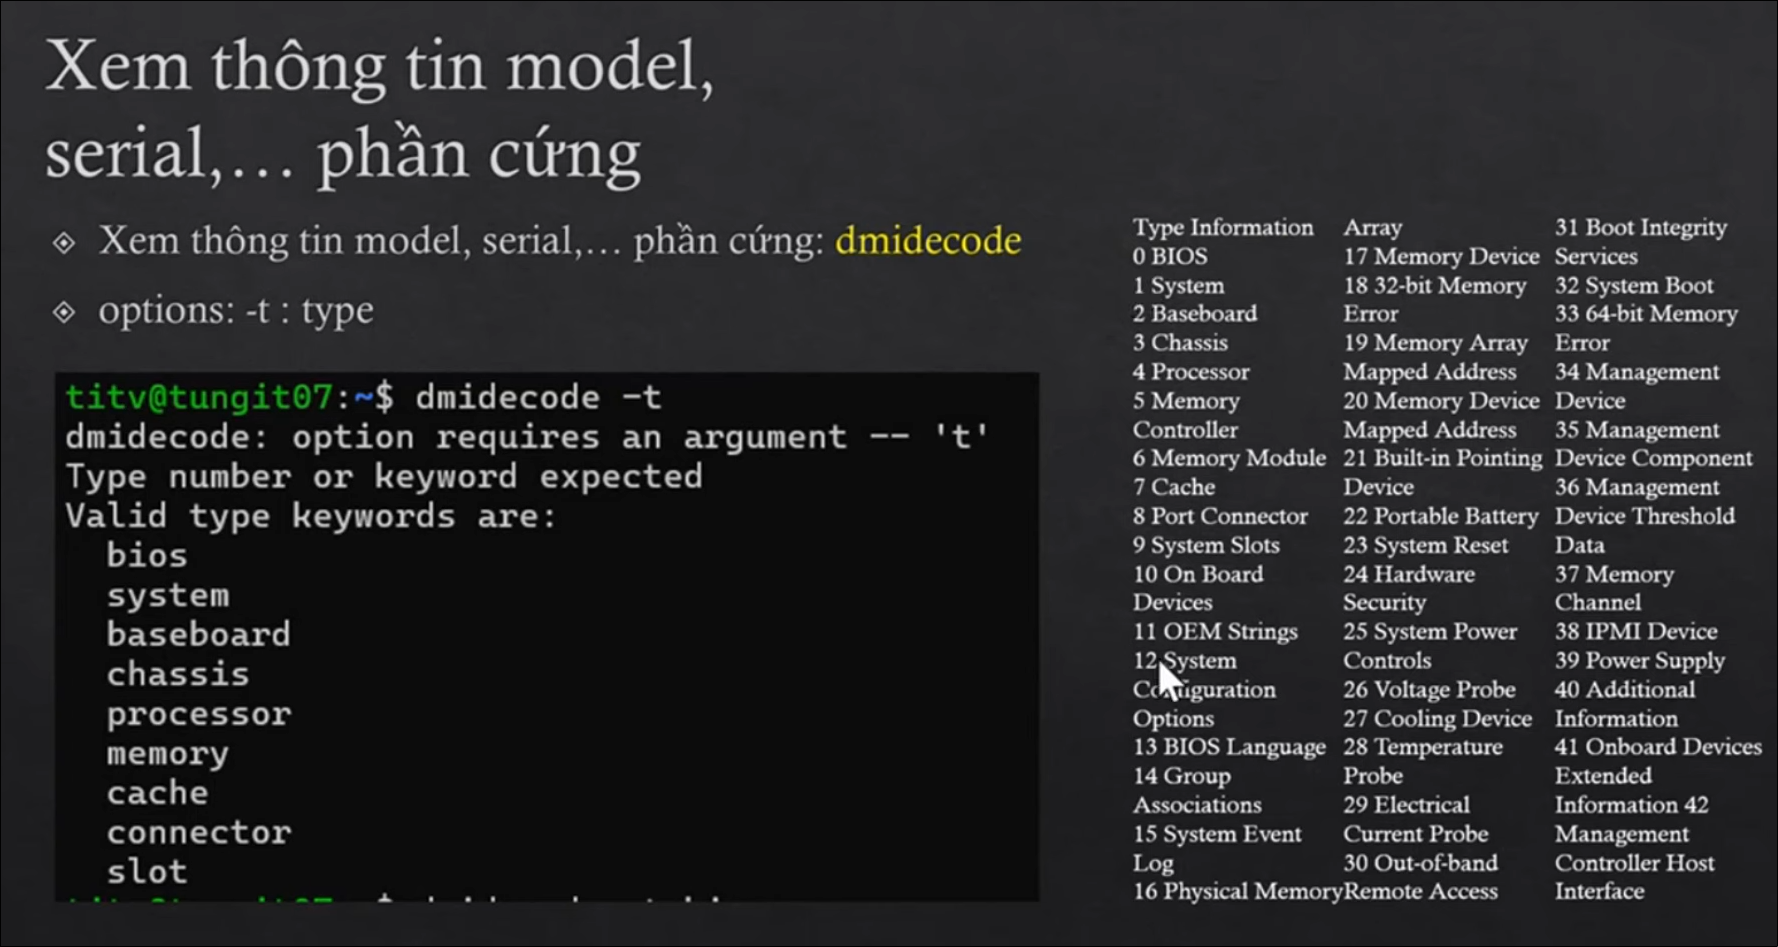 Xem thông tin model,
serial,... phần cứng
Xem thông tin model, serial,... phần cứng: dmidecode
options: -t : type
titv@tungit07:~$ dmidecode -t
dmidecode: option requires an argument -- 't'
Type number or keyword expected
Valid type keywords are:
bios
system
baseboard
chassis
processor
memory
cache
connector
slot
Type Information
0 BIOS
1 System
2 Baseboard
3 Chassis
4 Processor
5 Memory
Controller
6 Memory Module
7 Cache
8 Port Connector
9 System Slots
10 On Board
Devices
11 OEM Strings
12 System
Configuration
Options
13 BIOS Language
14 Group
Associations
15 System Event
Log
16 Physical Memory
Array
17 Memory Device
18 32-bit Memory
Error
19 Memory Array
Mapped Address
20 Memory Device
Mapped Address
21 Built-in Pointing
Device
22 Portable Battery
23 System Reset
24 Hardware
Security
25 System Power
Controls
26 Voltage Probe
27 Cooling Device
28 Temperature
Probe
29 Electrical
Current Probe
30 Out-of-band
Remote Access
31 Boot Integrity
Services
32 System Boot
33 64-bit Memory
Error
34 Management
Device
35 Management
Device Component
36 Management
Device Threshold
Data
37 Memory
Channel
38 IPMI Device
39 Power Supply
40 Additional
Information
41 Onboard Devices
Extended
Information 42
Management
Controller Host
Interface